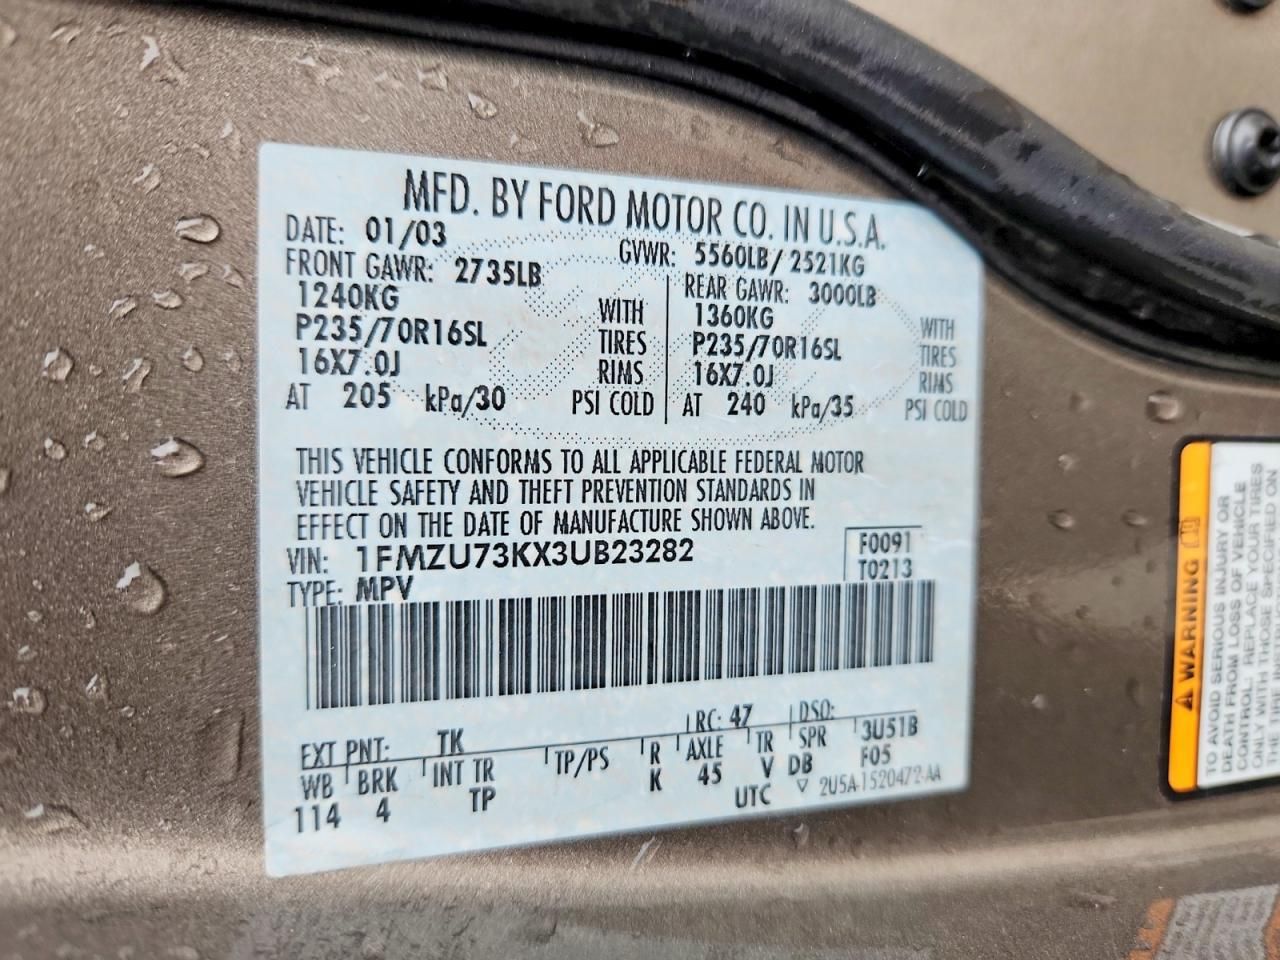 MFD. BY FORD MOTOR CO. IN U.S.A.
DATE: 01/03 GVWR: 5560LB/2521KG
FRONT GAWR: 2735LB REAR GAWR: 3000LB
1240KG WITH 1360KG WITH
P235/70R16SL TIRES P235/70R16SL TIRES
16X7.0J RIMS 16X7.0J RIMS
AT 205 kPa/30 PSI COLD AT 240 kPa/35 PSI COLD
THIS VEHICLE CONFORMS TO ALL APPLICABLE FEDERAL MOTOR
VEHICLE SAFETY AND THEFT PREVENTION STANDARDS IN
EFFECT ON THE DATE OF MANUFACTURE SHOWN ABOVE.
VIN: 1FMZU73KX3UB23282 F0091
TYPE: MPV T0213
EXT PNT: TK RC: 47 DSO:
WB BRK INT TR TP/PS R AXLE TR SPR 3U51B
114 4 TP K 45 V DB F05
UTC ▽ 2U5A-1520472-AA
⚠ WARNING
TO AVOID SERIOUS INJURY OR
DEATH FROM LOSS OF VEHICLE
CONTROL: REPLACE YOUR TIRES
ONLY WITH THOSE SPECIFIED ON